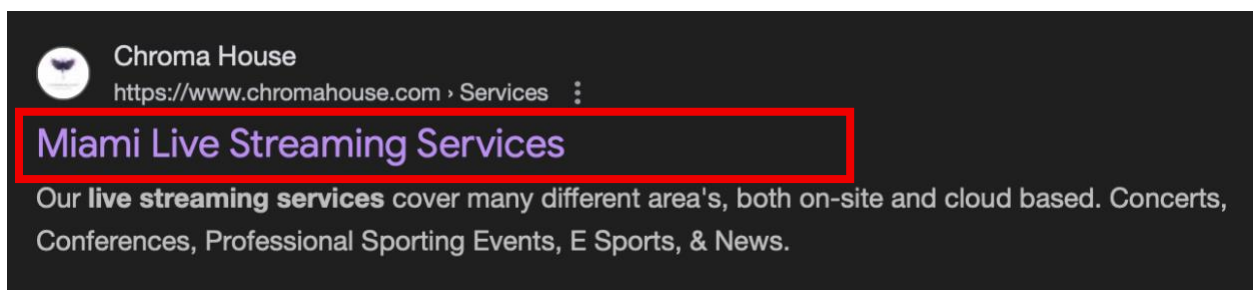 Chroma House
https://www.chromahouse.com › Services
Miami Live Streaming Services
Our live streaming services cover many different area's, both on-site and cloud based. Concerts,
Conferences, Professional Sporting Events, E Sports, & News.